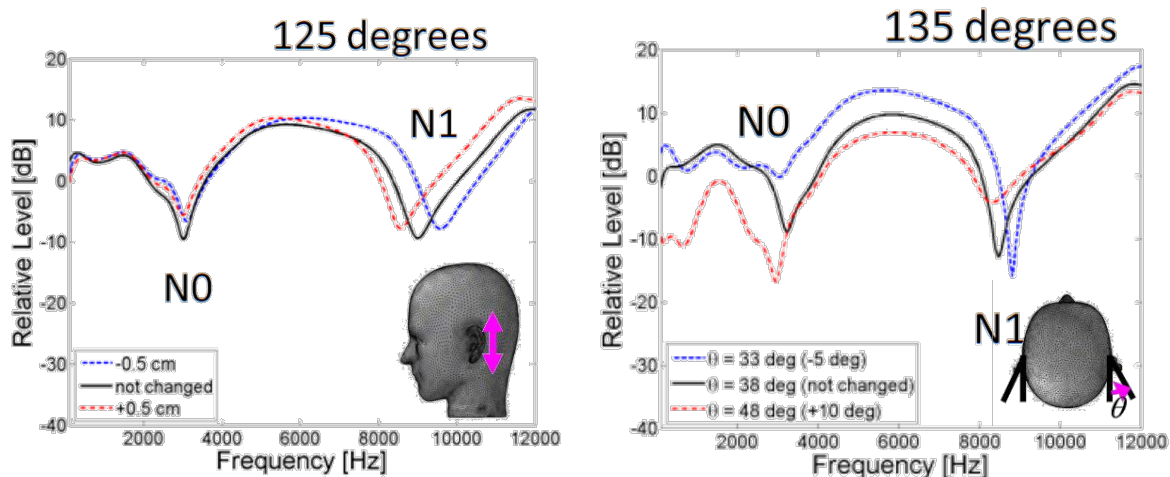 125 degrees
20
10
0
-10
-20
-30
-40
Relative Level [dB]
N1
N0
-0.5 cm
not changed
+0.5 cm
2000 4000 6000 8000 10000 12000
Frequency [Hz]
135 degrees
20
10
0
-10
-20
-30
-40
Relative Level [dB]
N0
N1
θ = 33 deg (-5 deg)
θ = 38 deg (not changed)
θ = 48 deg (+10 deg)
θ
2000 4000 6000 8000 10000 12000
Frequency [Hz]